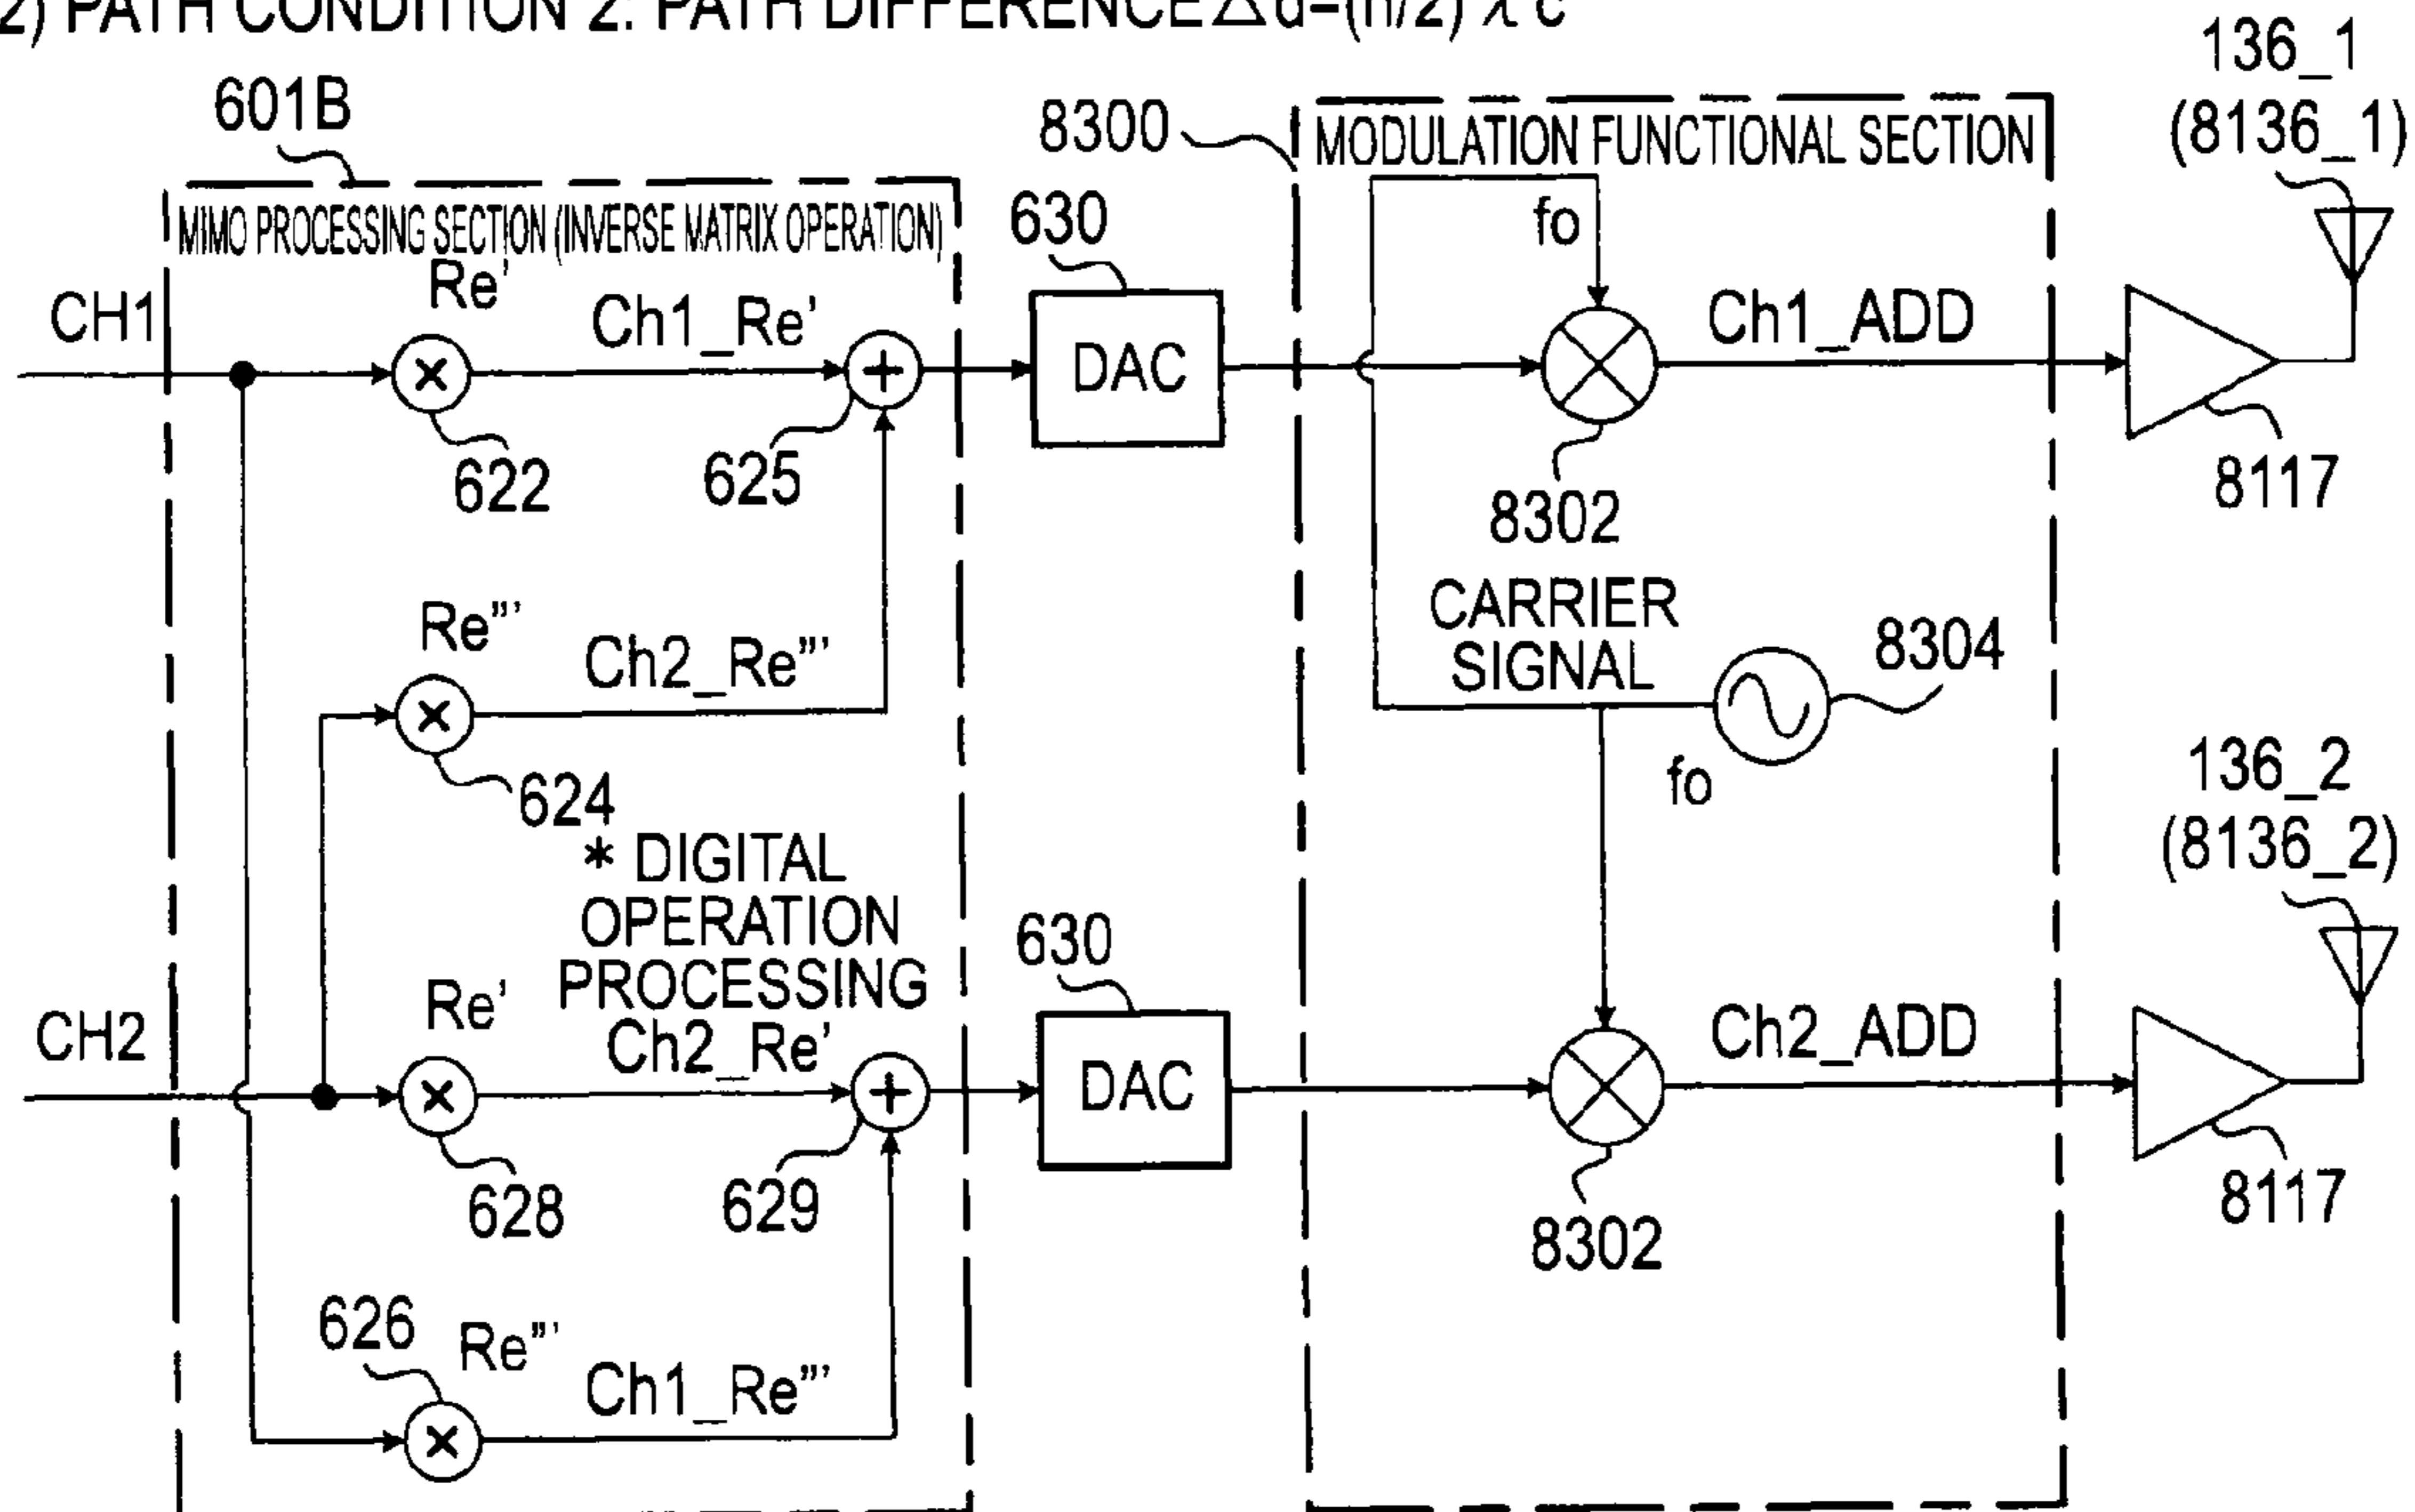 2) PATH CONDITION 2: PATH DIFFERENCE△d=(n/2) λ c
136_1
(8136_1)
601B
8300
MODULATION FUNCTIONAL SECTION
MIMO PROCESSING SECTION (INVERSE MATRIX OPERATION)
630
fo
Re'
CH1
Ch1_Re'
DAC
Ch1_ADD
622
625
8302
8117
CARRIER
SIGNAL
8304
Re"'
Ch2_Re"'
624
fo
136_2
(8136_2)
* DIGITAL
OPERATION
PROCESSING
630
Re'
CH2
Ch2_Re'
DAC
Ch2_ADD
628
629
8302
8117
626
Re"'
Ch1_Re"'